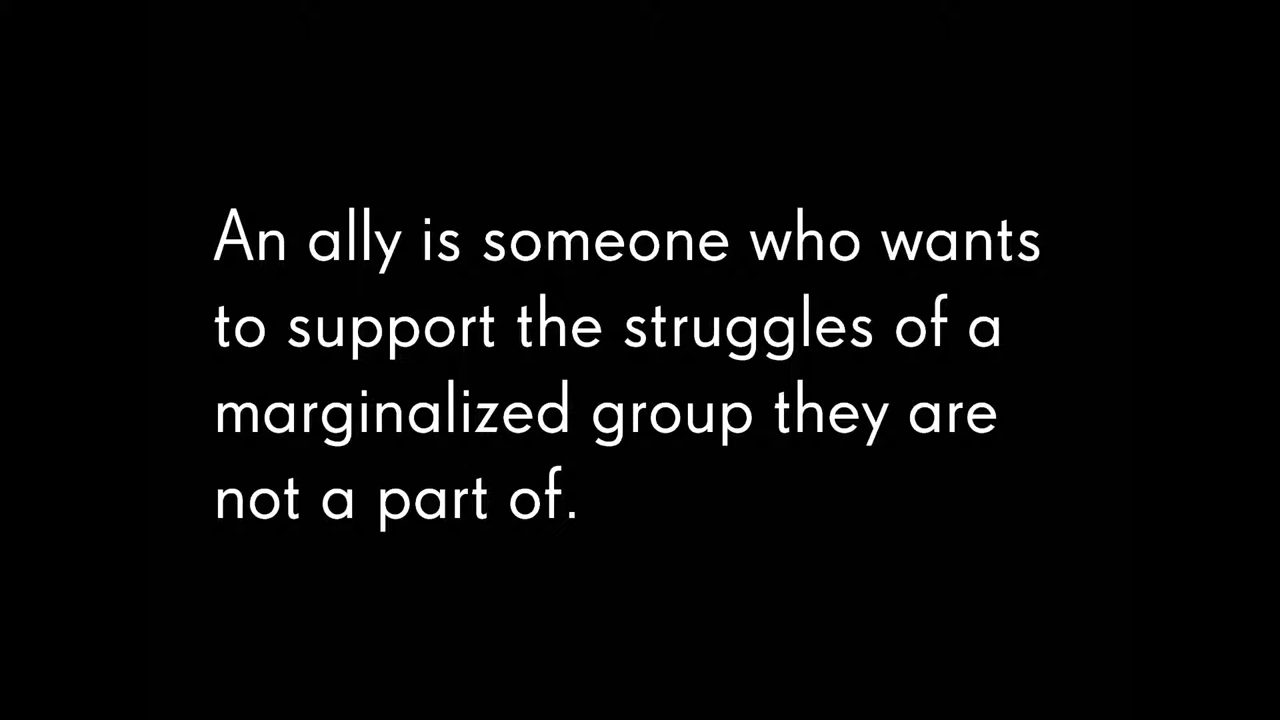 An ally is someone who wants
to support the struggles of a
marginalized group they are
not a part of.